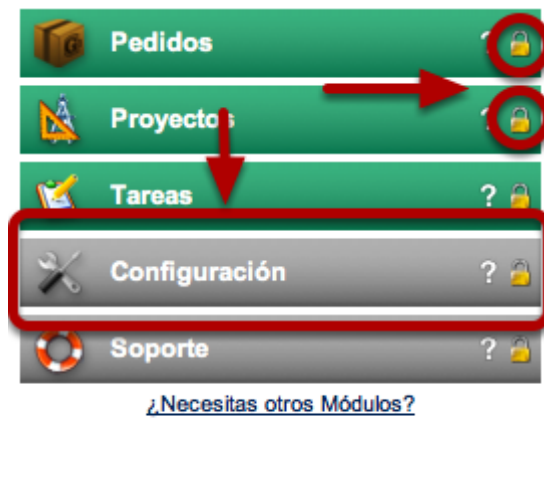 Pedidos ?
Proyectos ?
Tareas ?
Configuración ?
Soporte ?
¿Necesitas otros Módulos?